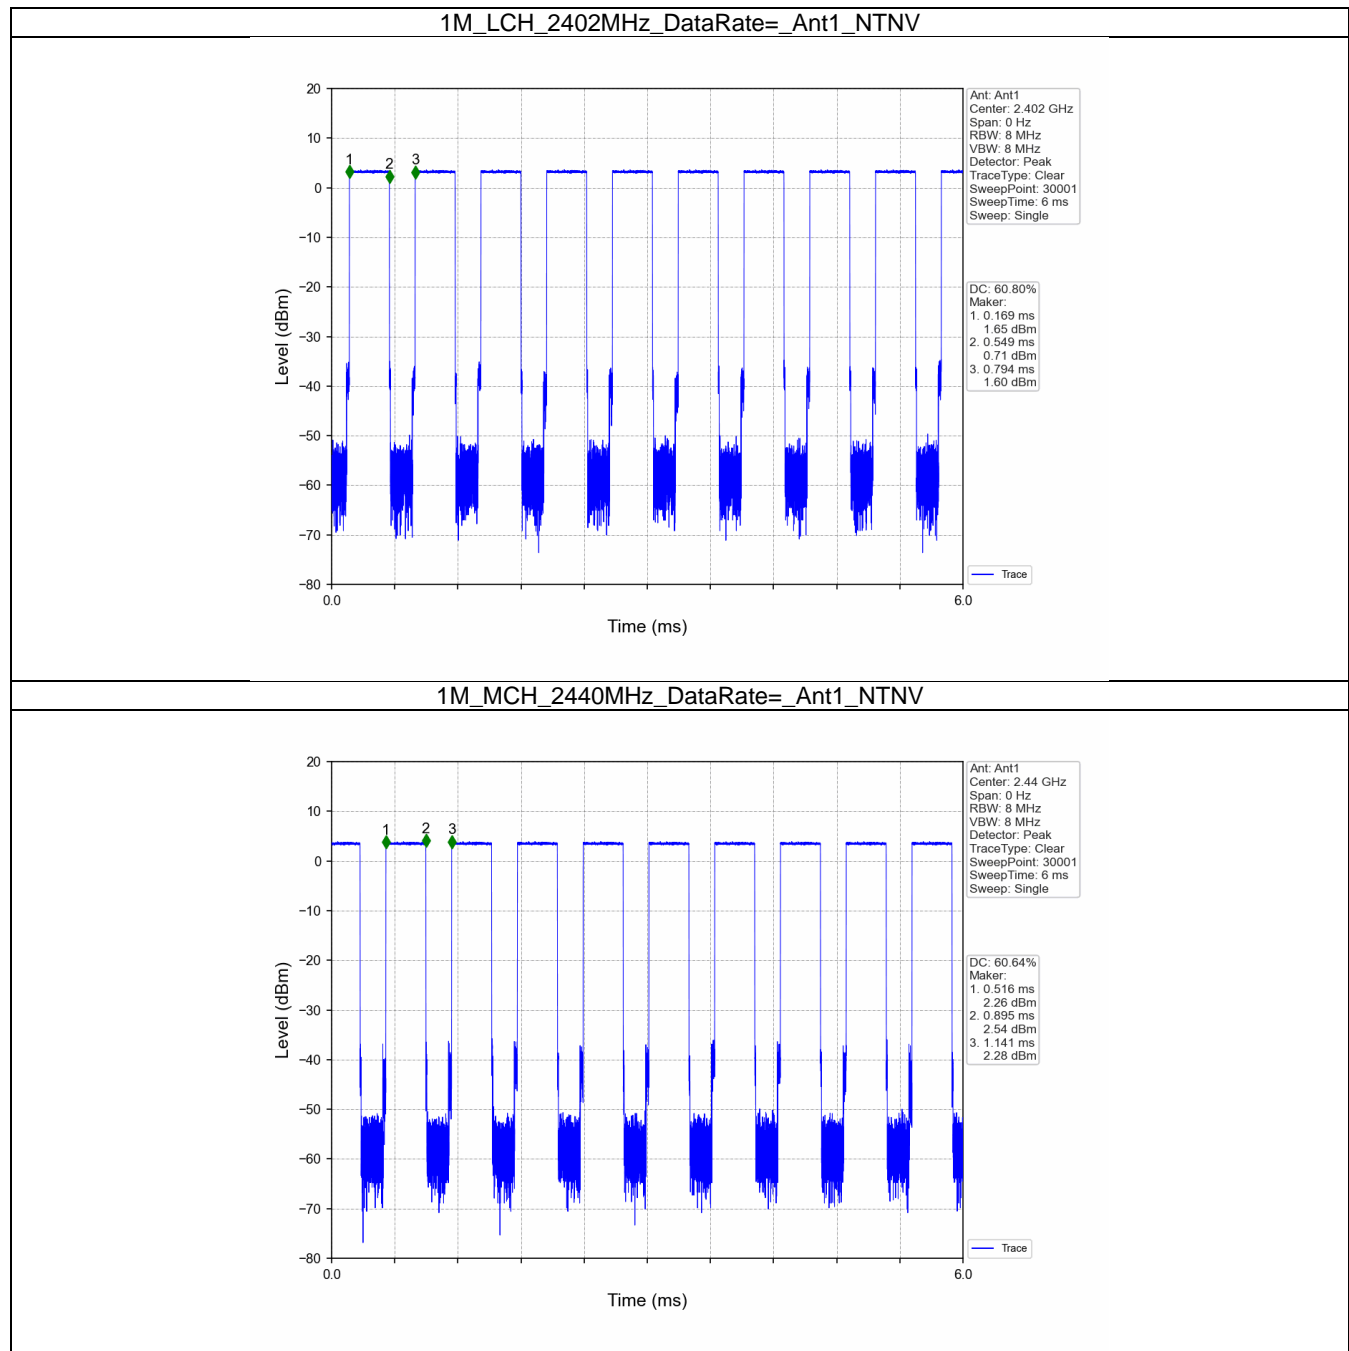 1M_LCH_2402MHz_DataRate=_Ant1_NTNV
20
10
0
−10
−20
−30
−40
−50
−60
−70
−80
Level (dBm)
1
2
3
0.0
6.0
Time (ms)
Ant: Ant1
Center: 2.402 GHz
Span: 0 Hz
RBW: 8 MHz
VBW: 8 MHz
Detector: Peak
TraceType: Clear
SweepPoint: 30001
SweepTime: 6 ms
Sweep: Single
DC: 60.80%
Maker:
1. 0.169 ms
1.65 dBm
2. 0.549 ms
0.71 dBm
3. 0.794 ms
1.60 dBm
Trace
1M_MCH_2440MHz_DataRate=_Ant1_NTNV
20
10
0
−10
−20
−30
−40
−50
−60
−70
−80
Level (dBm)
1
2
3
0.0
6.0
Time (ms)
Ant: Ant1
Center: 2.44 GHz
Span: 0 Hz
RBW: 8 MHz
VBW: 8 MHz
Detector: Peak
TraceType: Clear
SweepPoint: 30001
SweepTime: 6 ms
Sweep: Single
DC: 60.64%
Maker:
1. 0.516 ms
2.26 dBm
2. 0.895 ms
2.54 dBm
3. 1.141 ms
2.28 dBm
Trace